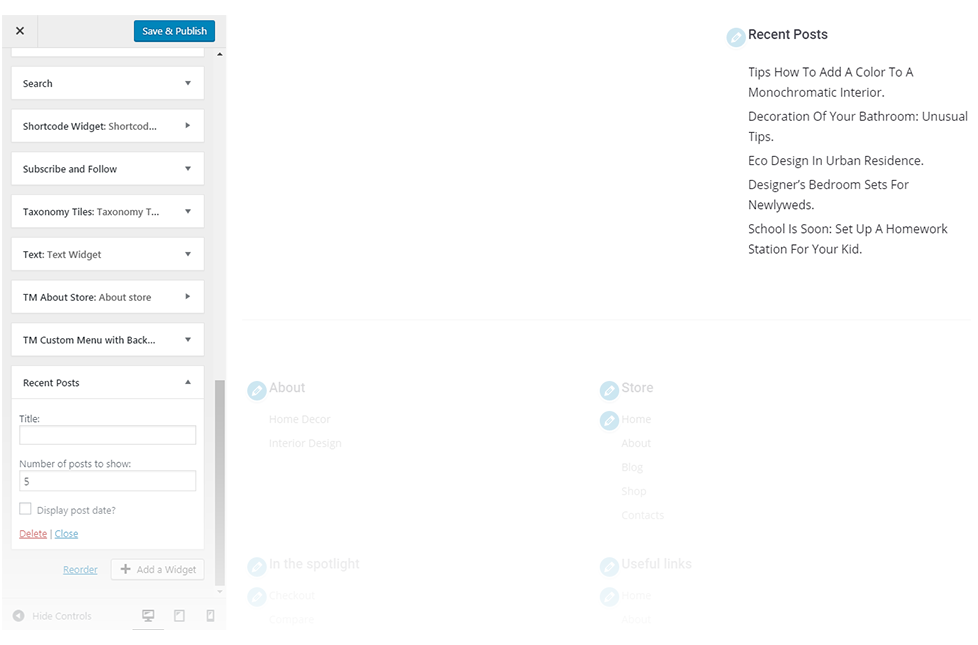 Save & Publish
Search
Shortcode Widget: Shortcod...
Subscribe and Follow
Taxonomy Tiles: Taxonomy T...
Text: Text Widget
TM About Store: About store
TM Custom Menu with Back...
Recent Posts
Title:
Number of posts to show:
5
Display post date?
Delete | Close
Reorder
Add a Widget
Hide Controls
Recent Posts
Tips How To Add A Color To A
Monochromatic Interior.
Decoration Of Your Bathroom: Unusual
Tips.
Eco Design In Urban Residence.
Designer’s Bedroom Sets For
Newlyweds.
School Is Soon: Set Up A Homework
Station For Your Kid.
About
Home Decor
Interior Design
Store
Home
About
Blog
Shop
Contacts
In the spotlight
Checkout
Compare
Useful links
Home
About